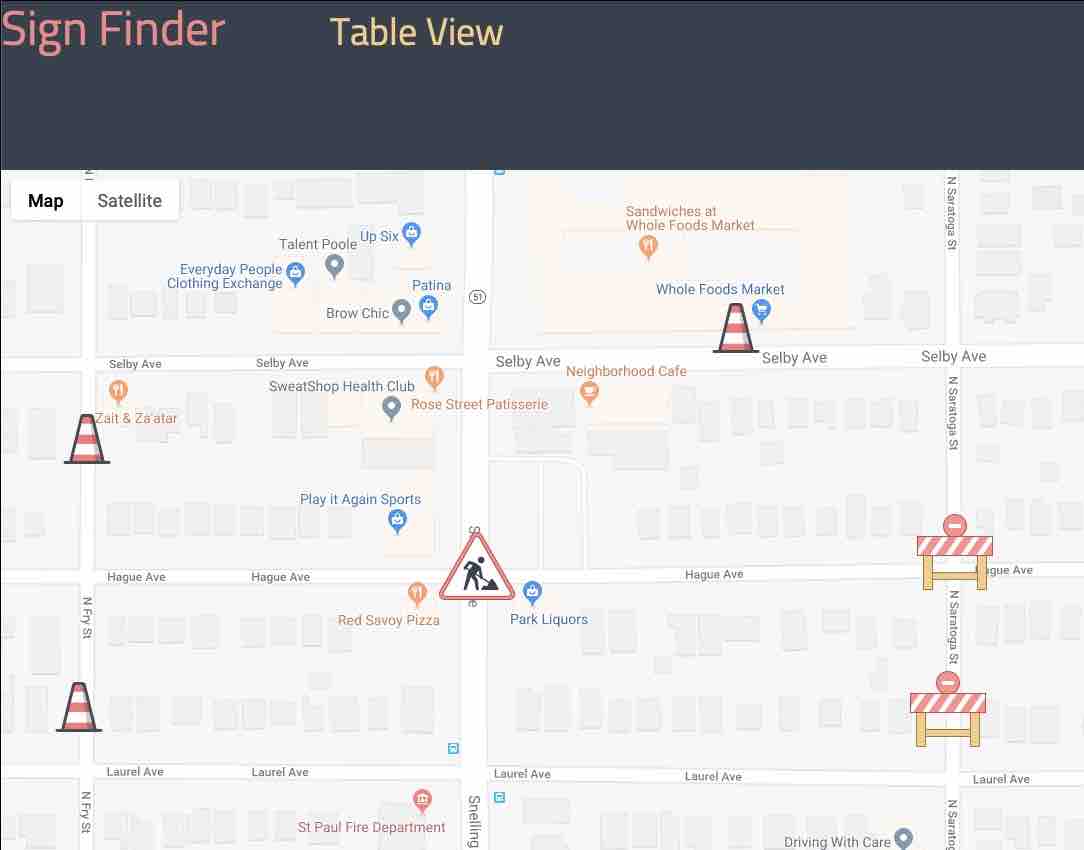 Sign Finder
Table View
Map
Satellite
Sandwiches at
Whole Foods Market
N Saratoga St
Up Six
Talent Poole
Everyday People
Clothing Exchange
Patina
Whole Foods Market
51
Brow Chic
Selby Ave
Selby Ave
Selby Ave
Selby Ave
Selby Ave
Neighborhood Cafe
SweatShop Health Club
Rose Street Patisserie
Zait & Za'atar
N Saratoga St
Play it Again Sports
Hague Ave
Hague Ave
Hague Ave
ague Ave
N Fry St
Red Savoy Pizza
Park Liquors
N Saratoga St
Laurel Ave
Laurel Ave
Laurel Ave
Laurel Ave
Laurel Ave
N Fry St
Snelling
St Paul Fire Department
Driving With Care
N Sarato